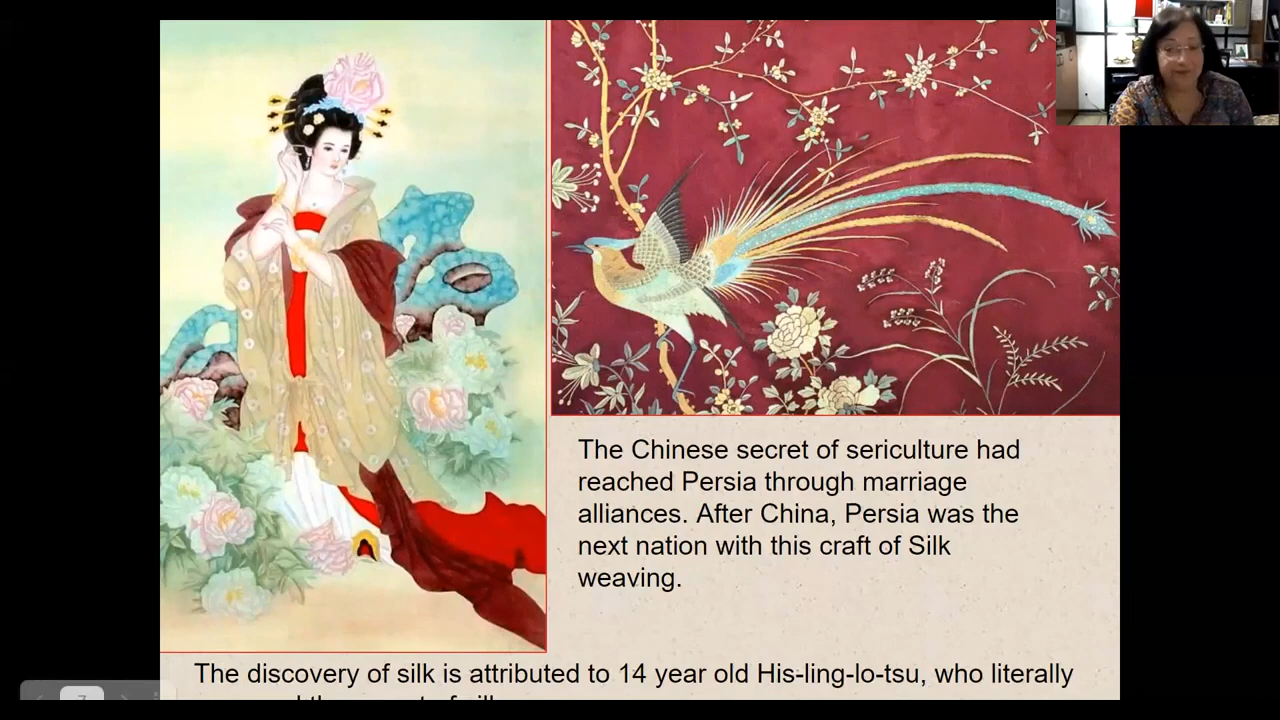 The Chinese secret of sericulture had
reached Persia through marriage
alliances. After China, Persia was the
next nation with this craft of Silk
weaving.
The discovery of silk is attributed to 14 year old His-ling-lo-tsu, who literally
7